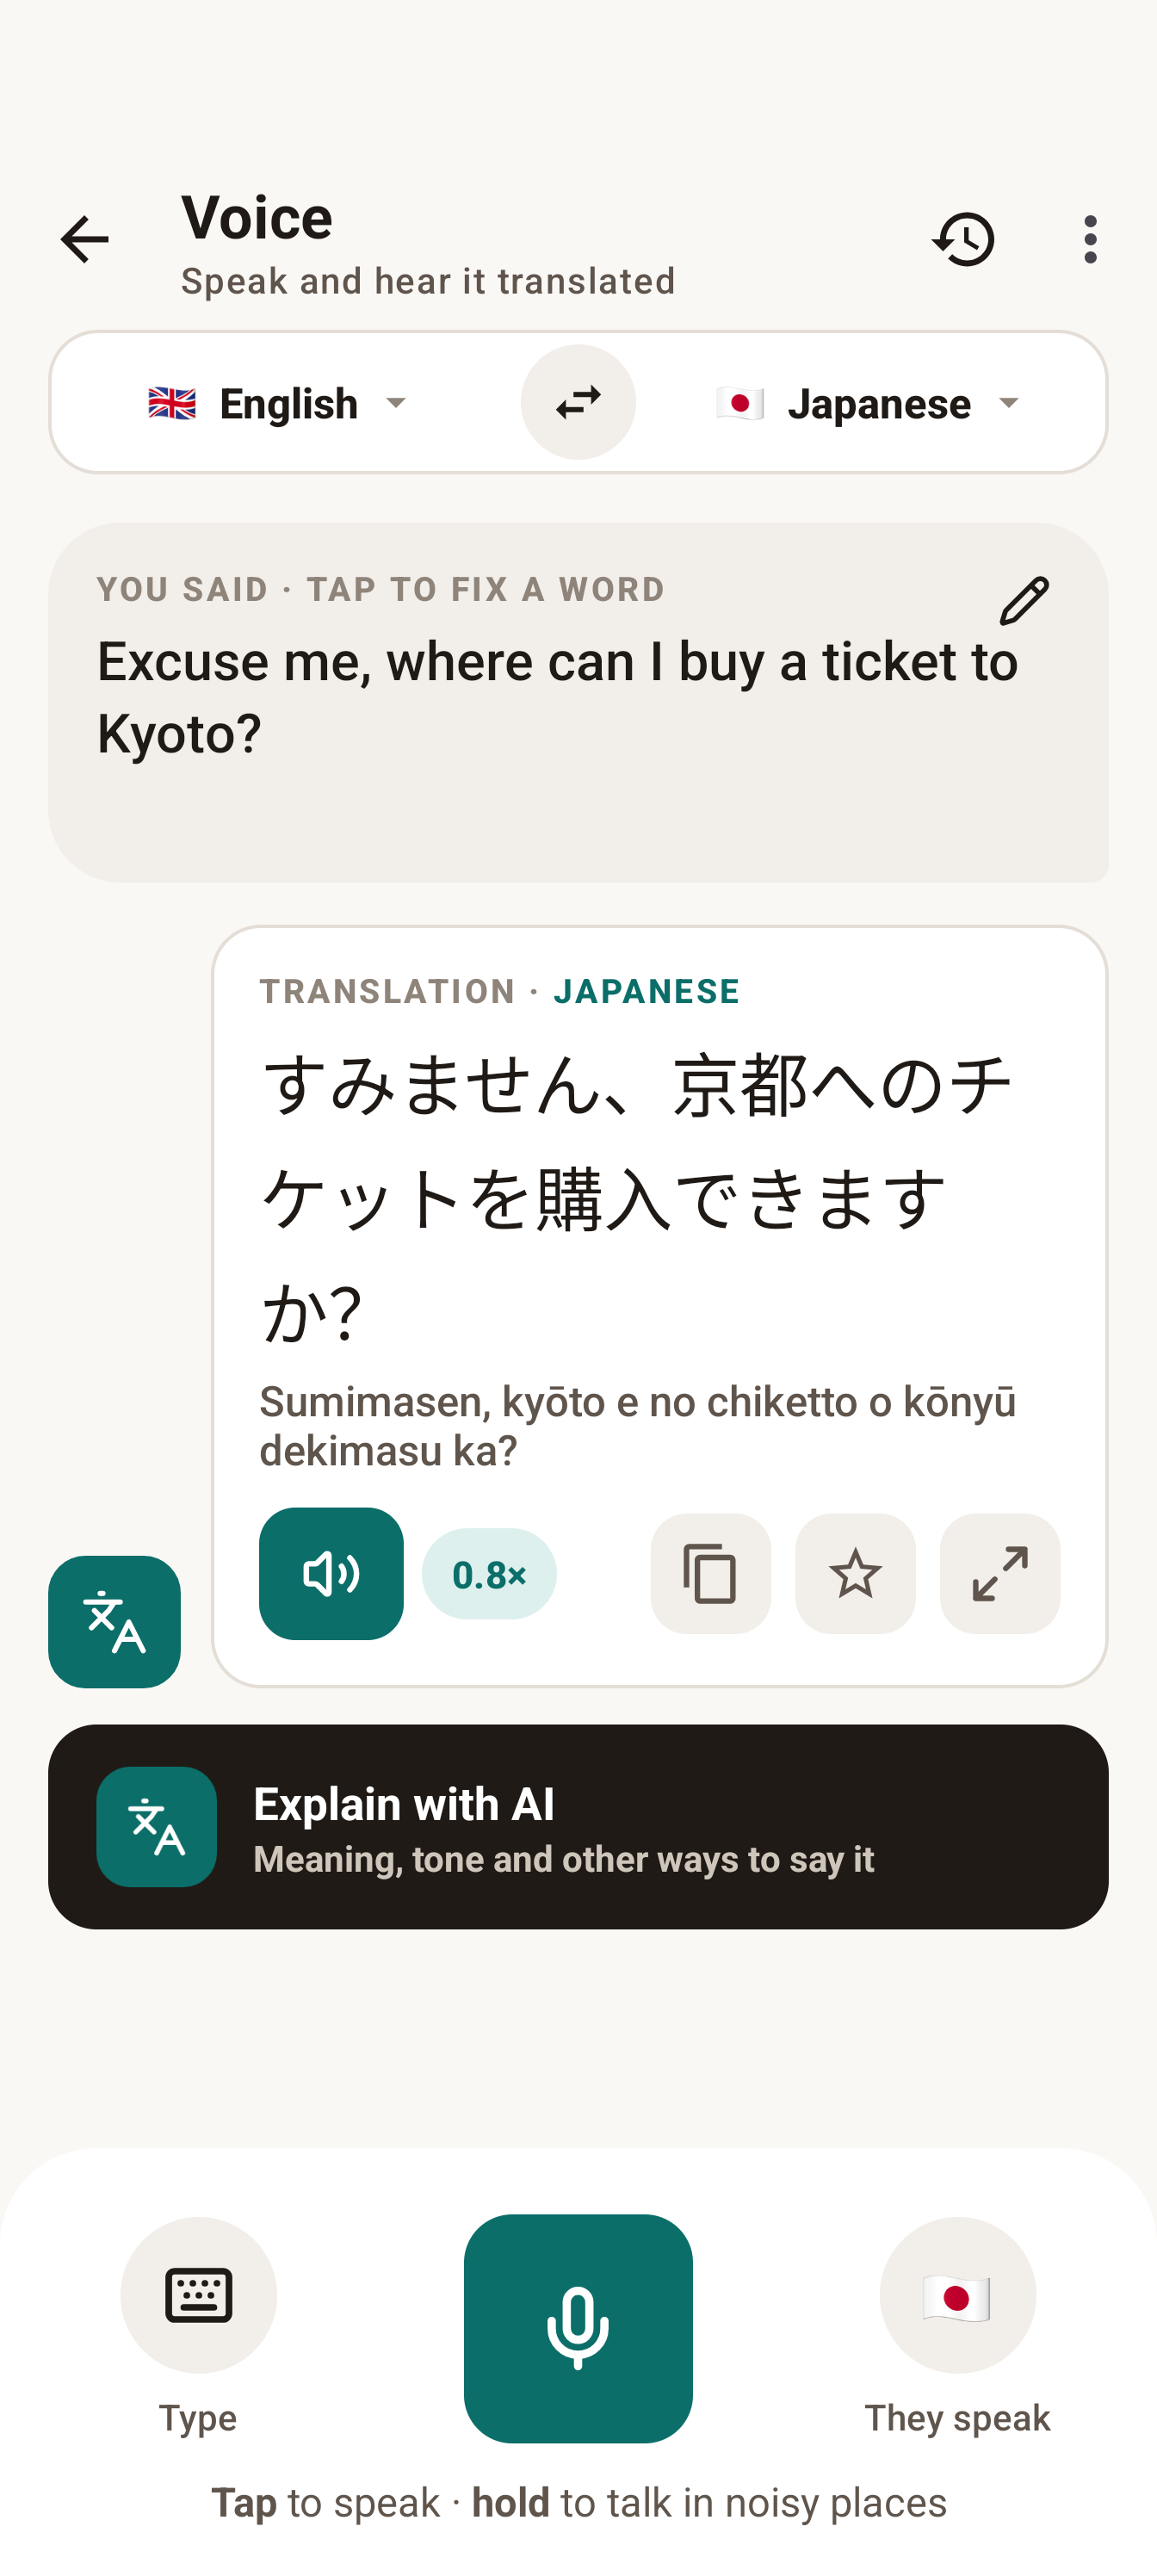 Voice
Speak and hear it translated
English
Japanese
YOU SAID · TAP TO FIX A WORD
Excuse me, where can I buy a ticket to
Kyoto?
TRANSLATION · JAPANESE
すみません、京都へのチ
ケットを購入できます
か?
Sumimasen, kyōto e no chiketto o kōnyū
dekimasu ka?
0.8×
Explain with AI
Meaning, tone and other ways to say it
Type
They speak
Tap to speak · hold to talk in noisy places